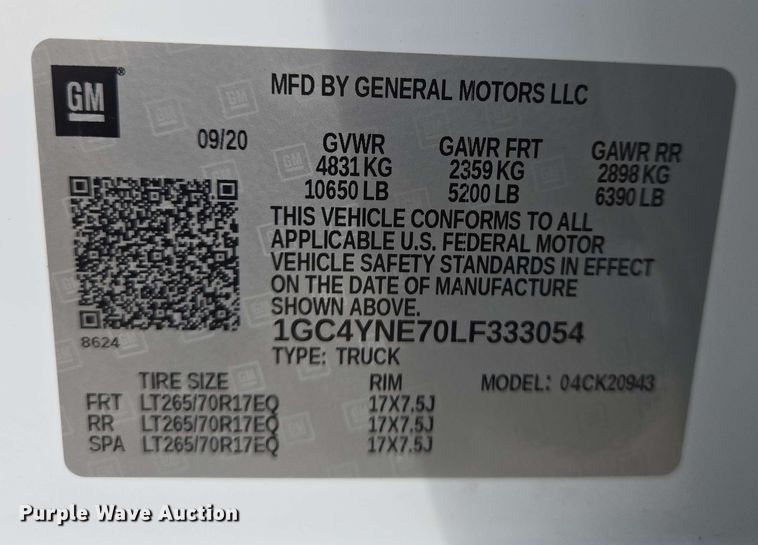 GM
MFD BY GENERAL MOTORS LLC
09/20 GVWR GAWR FRT GAWR RR
4831 KG 2359 KG 2898 KG
10650 LB 5200 LB 6390 LB
THIS VEHICLE CONFORMS TO ALL
APPLICABLE U.S. FEDERAL MOTOR
VEHICLE SAFETY STANDARDS IN EFFECT
ON THE DATE OF MANUFACTURE
SHOWN ABOVE.
8624
1GC4YNE70LF333054
TYPE: TRUCK
TIRE SIZE RIM MODEL: 04CK20943
FRT LT265/70R17EQ 17X7.5J
RR LT265/70R17EQ 17X7.5J
SPA LT265/70R17EQ 17X7.5J
Purple Wave Auction